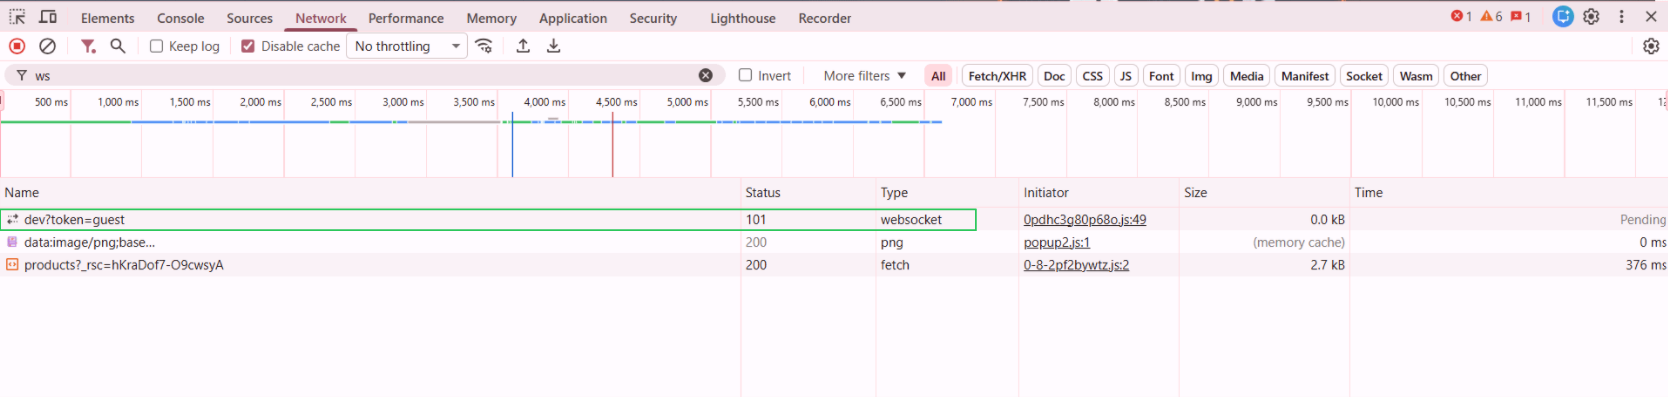 Elements Console Sources Network Performance Memory Application Security Lighthouse Recorder 1 6 1
Keep log Disable cache No throttling
ws Invert More filters All Fetch/XHR Doc CSS JS Font Img Media Manifest Socket Wasm Other
500 ms 1,000 ms 1,500 ms 2,000 ms 2,500 ms 3,000 ms 3,500 ms 4,000 ms 4,500 ms 5,000 ms 5,500 ms 6,000 ms 6,500 ms 7,000 ms 7,500 ms 8,000 ms 8,500 ms 9,000 ms 9,500 ms 10,000 ms 10,500 ms 11,000 ms 11,500 ms
Name Status Type Initiator Size Time
dev?token=guest 101 websocket 0pdhc3g80p68o.js:49 0.0 kB Pending
data:image/png;base... 200 png popup2.js:1 (memory cache) 0 ms
products?_rsc=hKraDof7-O9cwsyA 200 fetch 0-8-2pf2bywtz.js:2 2.7 kB 376 ms